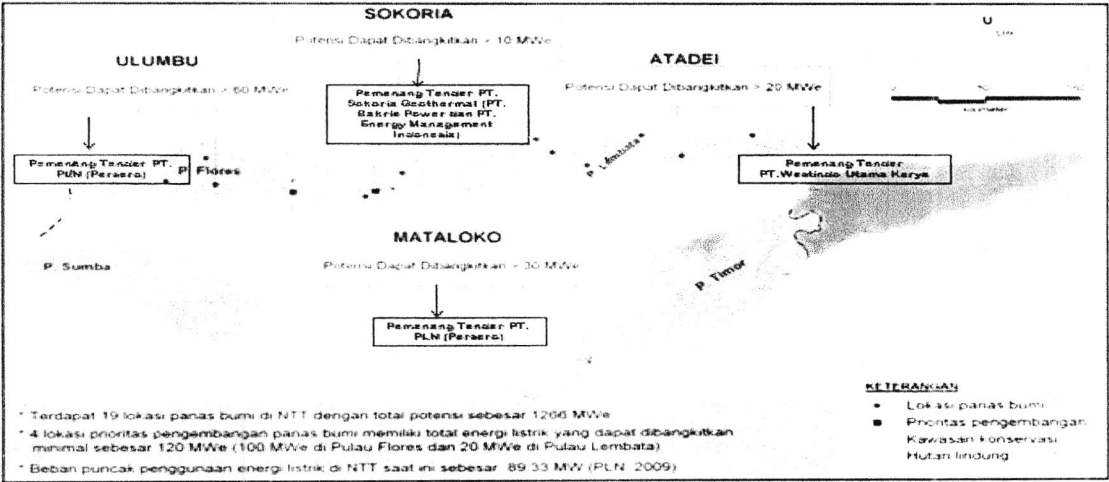 SOKORIA
Potensi Dapat Dibangkitkan > 10 MWe
U
ULUMBU
Potensi Dapat Dibangkitkan > 60 MWe
ATADEI
Potensi Dapat Dibangkitkan > 20 MWe
Pemenang Tender PT.
Sokoria Geothermal (PT.
Bakrie Power dan PT.
Energy Management
Indonesia)
Pemenang Tender PT.
PLN (Persero)
P. Flores
P. Lembata
Pemenang Tender
PT.Westindo Utama Karya
kilometer
MATALOKO
Potensi Dapat Dibangkitkan > 30 MWe
P. Sumba
P. Timor
Pemenang Tender PT.
PLN (Persero)
KETERANGAN
Lokasi panas bumi
Prioritas pengembangan
Kawasan konservasi
Hutan lindung
* Terdapat 19 lokasi panas bumi di NTT dengan total potensi sebesar 1266 MWe
* 4 lokasi prioritas pengembangan panas bumi memiliki total energi listrik yang dapat dibangkitkan
minimal sebesar 120 MWe (100 MWe di Pulau Flores dan 20 MWe di Pulau Lembata)
* Beban puncak penggunaan energi listrik di NTT saat ini sebesar 89.33 MW (PLN, 2009)